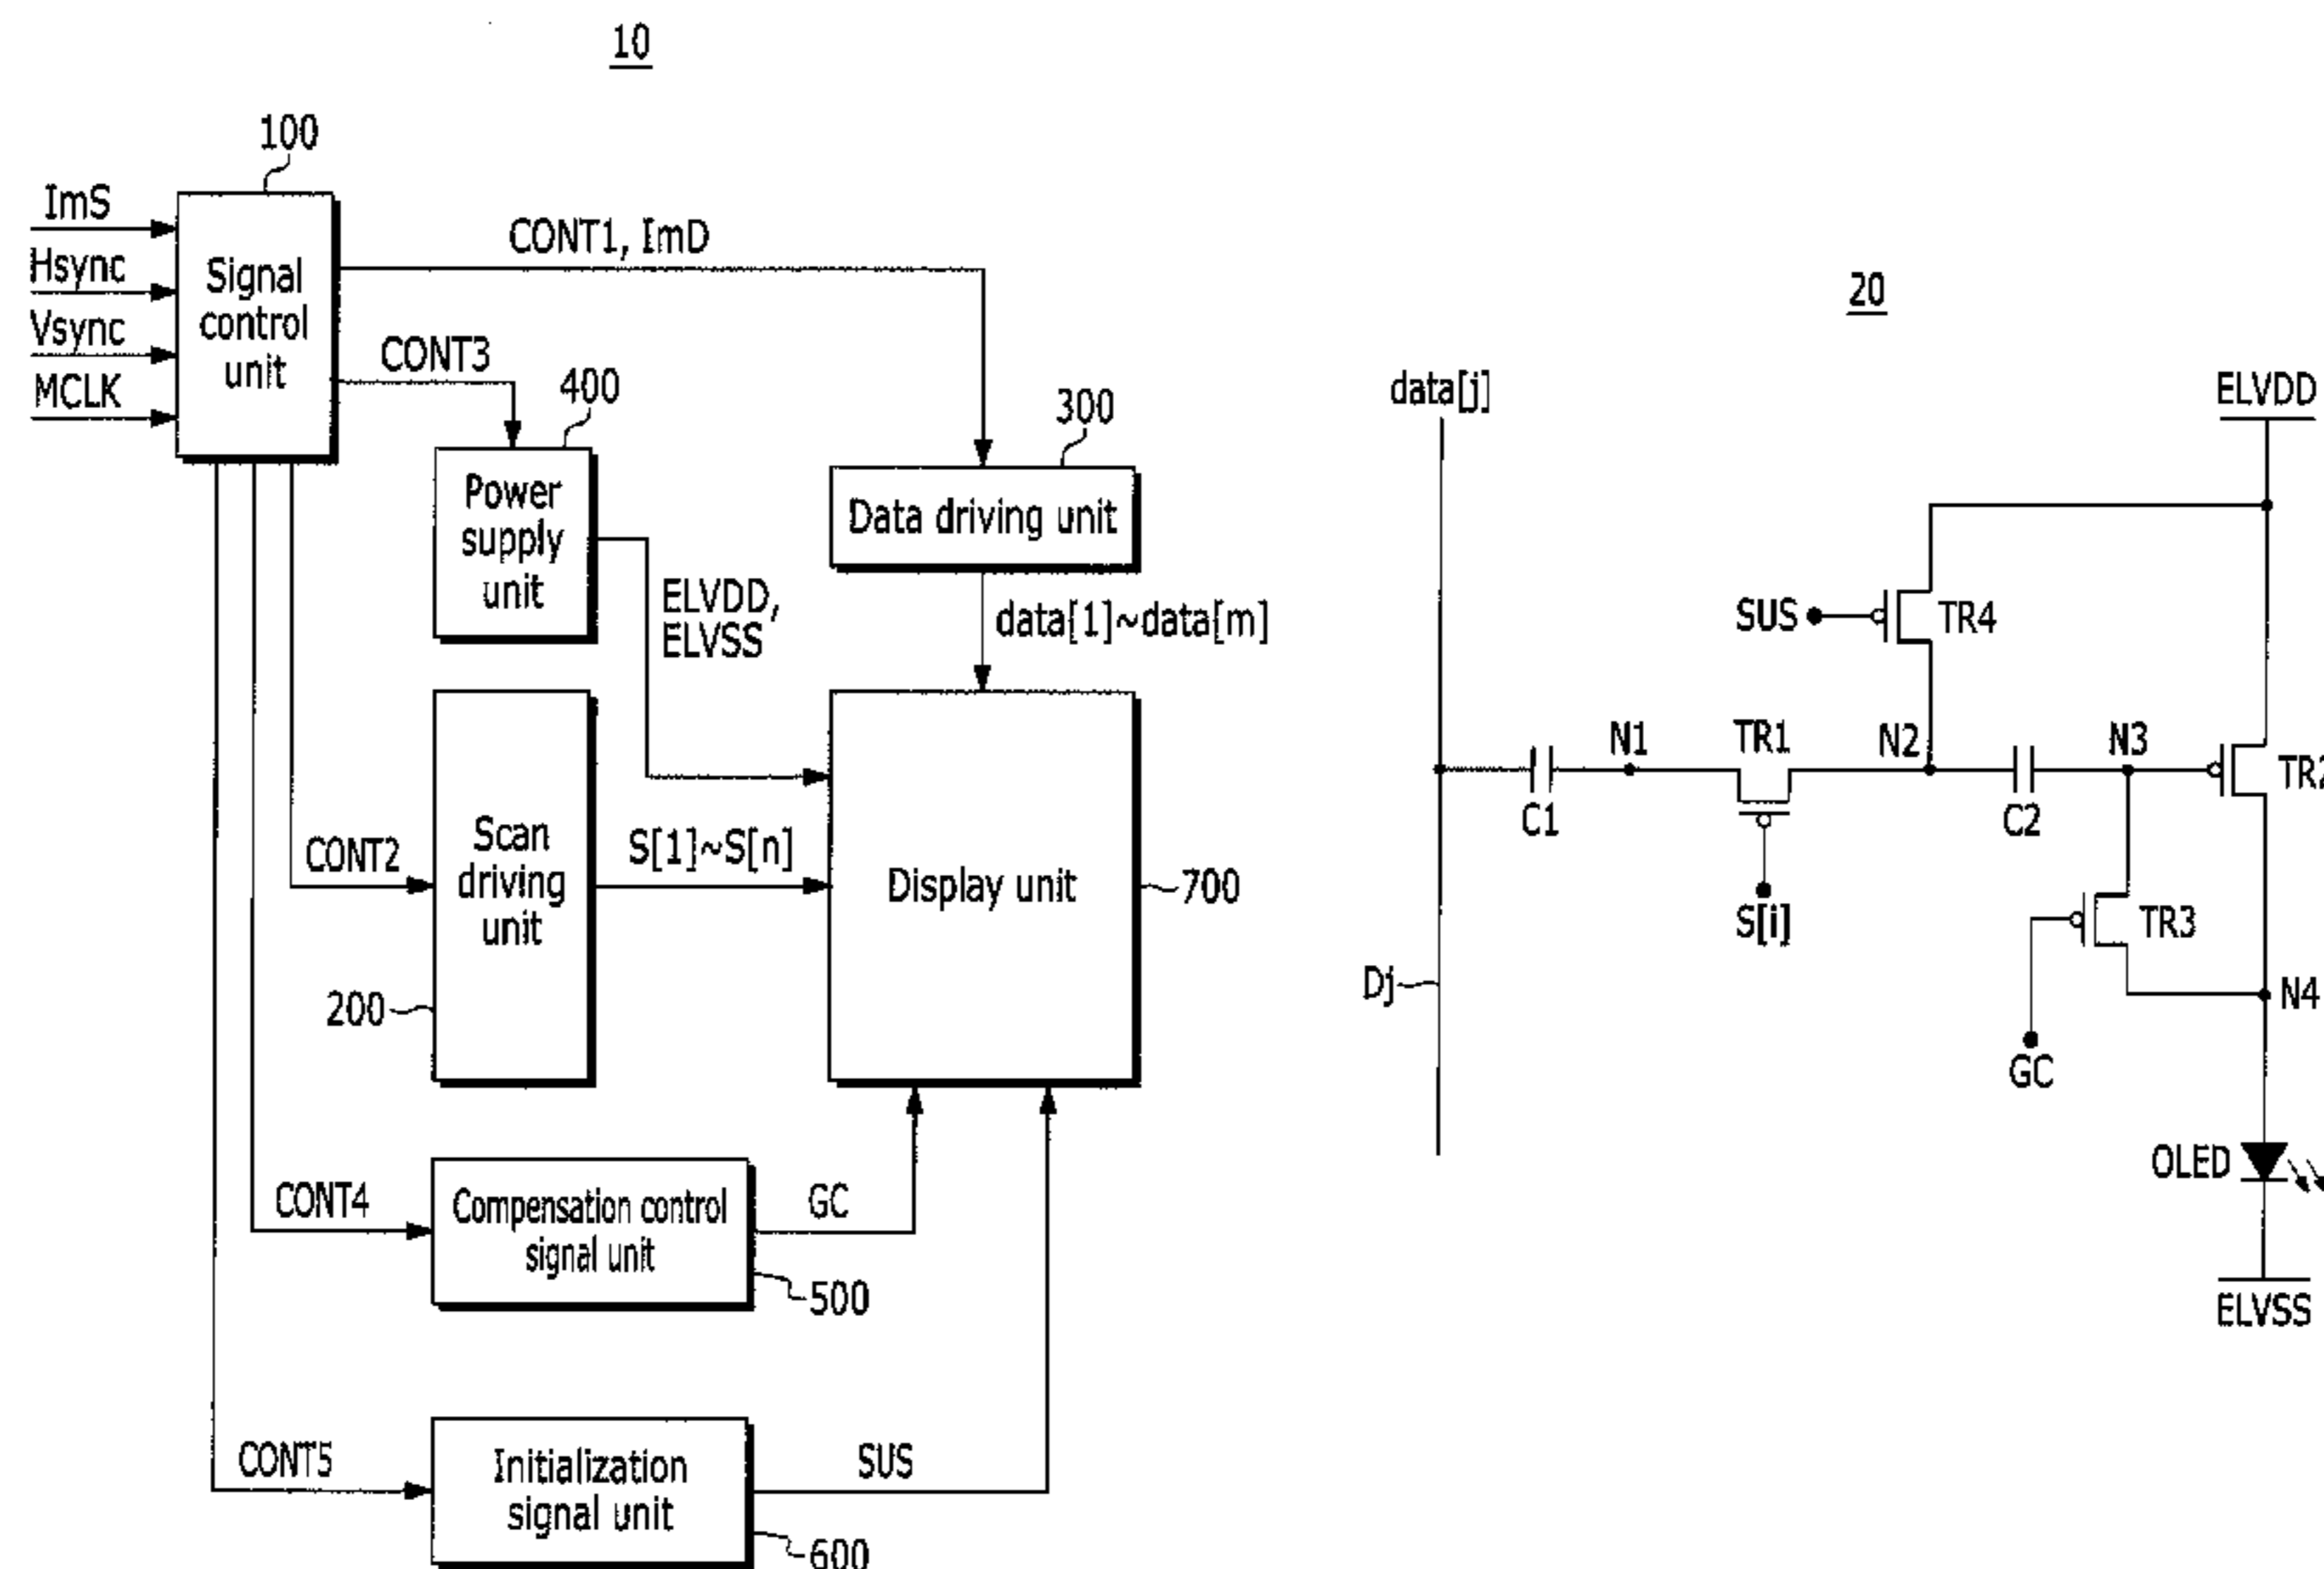 10
100
ImS
Hsync
Vsync
MCLK
Signal
control
unit
CONT1, ImD
CONT3
400
300
Power
supply
unit
Data driving unit
ELVDD,
ELVSS
data[1]~data[m]
Scan
driving
unit
CONT2
S[1]~S[n]
Display unit
700
200
CONT4
Compensation control
signal unit
GC
500
CONT5
Initialization
signal unit
SUS
600
20
data[j]
ELVDD
SUS
TR4
N1
TR1
N2
N3
TR2
C1
C2
S[i]
TR3
Dj
N4
GC
OLED
ELVSS